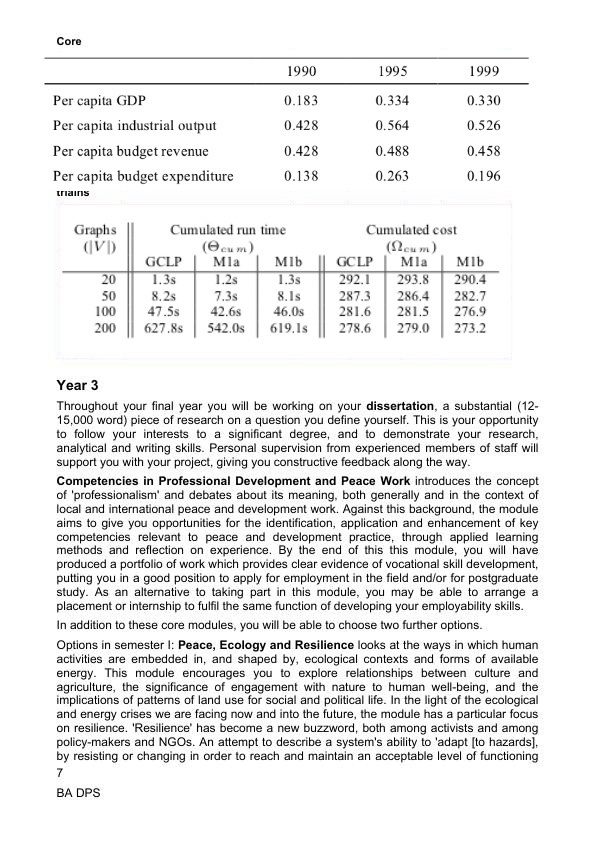 Core
1990 1995 1999
Per capita GDP 0.183 0.334 0.330
Per capita industrial output 0.428 0.564 0.526
Per capita budget revenue 0.428 0.488 0.458
Per capita budget expenditure 0.138 0.263 0.196
Graphs Cumulated run time Cumulated cost
(|V|) (Θcum) (Ωcum)
GCLP M1a M1b GCLP M1a M1b
20 1.3s 1.2s 1.3s 292.1 293.8 290.4
50 8.2s 7.3s 8.1s 287.3 286.4 282.7
100 47.5s 42.6s 46.0s 281.6 281.5 276.9
200 627.8s 542.0s 619.1s 278.6 279.0 273.2
Year 3
Throughout your final year you will be working on your dissertation, a substantial (12-
15,000 word) piece of research on a question you define yourself. This is your opportunity
to follow your interests to a significant degree, and to demonstrate your research,
analytical and writing skills. Personal supervision from experienced members of staff will
support you with your project, giving you constructive feedback along the way.
Competencies in Professional Development and Peace Work introduces the concept
of 'professionalism' and debates about its meaning, both generally and in the context of
local and international peace and development work. Against this background, the module
aims to give you opportunities for the identification, application and enhancement of key
competencies relevant to peace and development practice, through applied learning
methods and reflection on experience. By the end of this this module, you will have
produced a portfolio of work which provides clear evidence of vocational skill development,
putting you in a good position to apply for employment in the field and/or for postgraduate
study. As an alternative to taking part in this module, you may be able to arrange a
placement or internship to fulfil the same function of developing your employability skills.
In addition to these core modules, you will be able to choose two further options.
Options in semester I: Peace, Ecology and Resilience looks at the ways in which human
activities are embedded in, and shaped by, ecological contexts and forms of available
energy. This module encourages you to explore relationships between culture and
agriculture, the significance of engagement with nature to human well-being, and the
implications of patterns of land use for social and political life. In the light of the ecological
and energy crises we are facing now and into the future, the module has a particular focus
on resilience. 'Resilience' has become a new buzzword, both among activists and among
policy-makers and NGOs. An attempt to describe a system's ability to 'adapt [to hazards],
by resisting or changing in order to reach and maintain an acceptable level of functioning
7
BA DPS